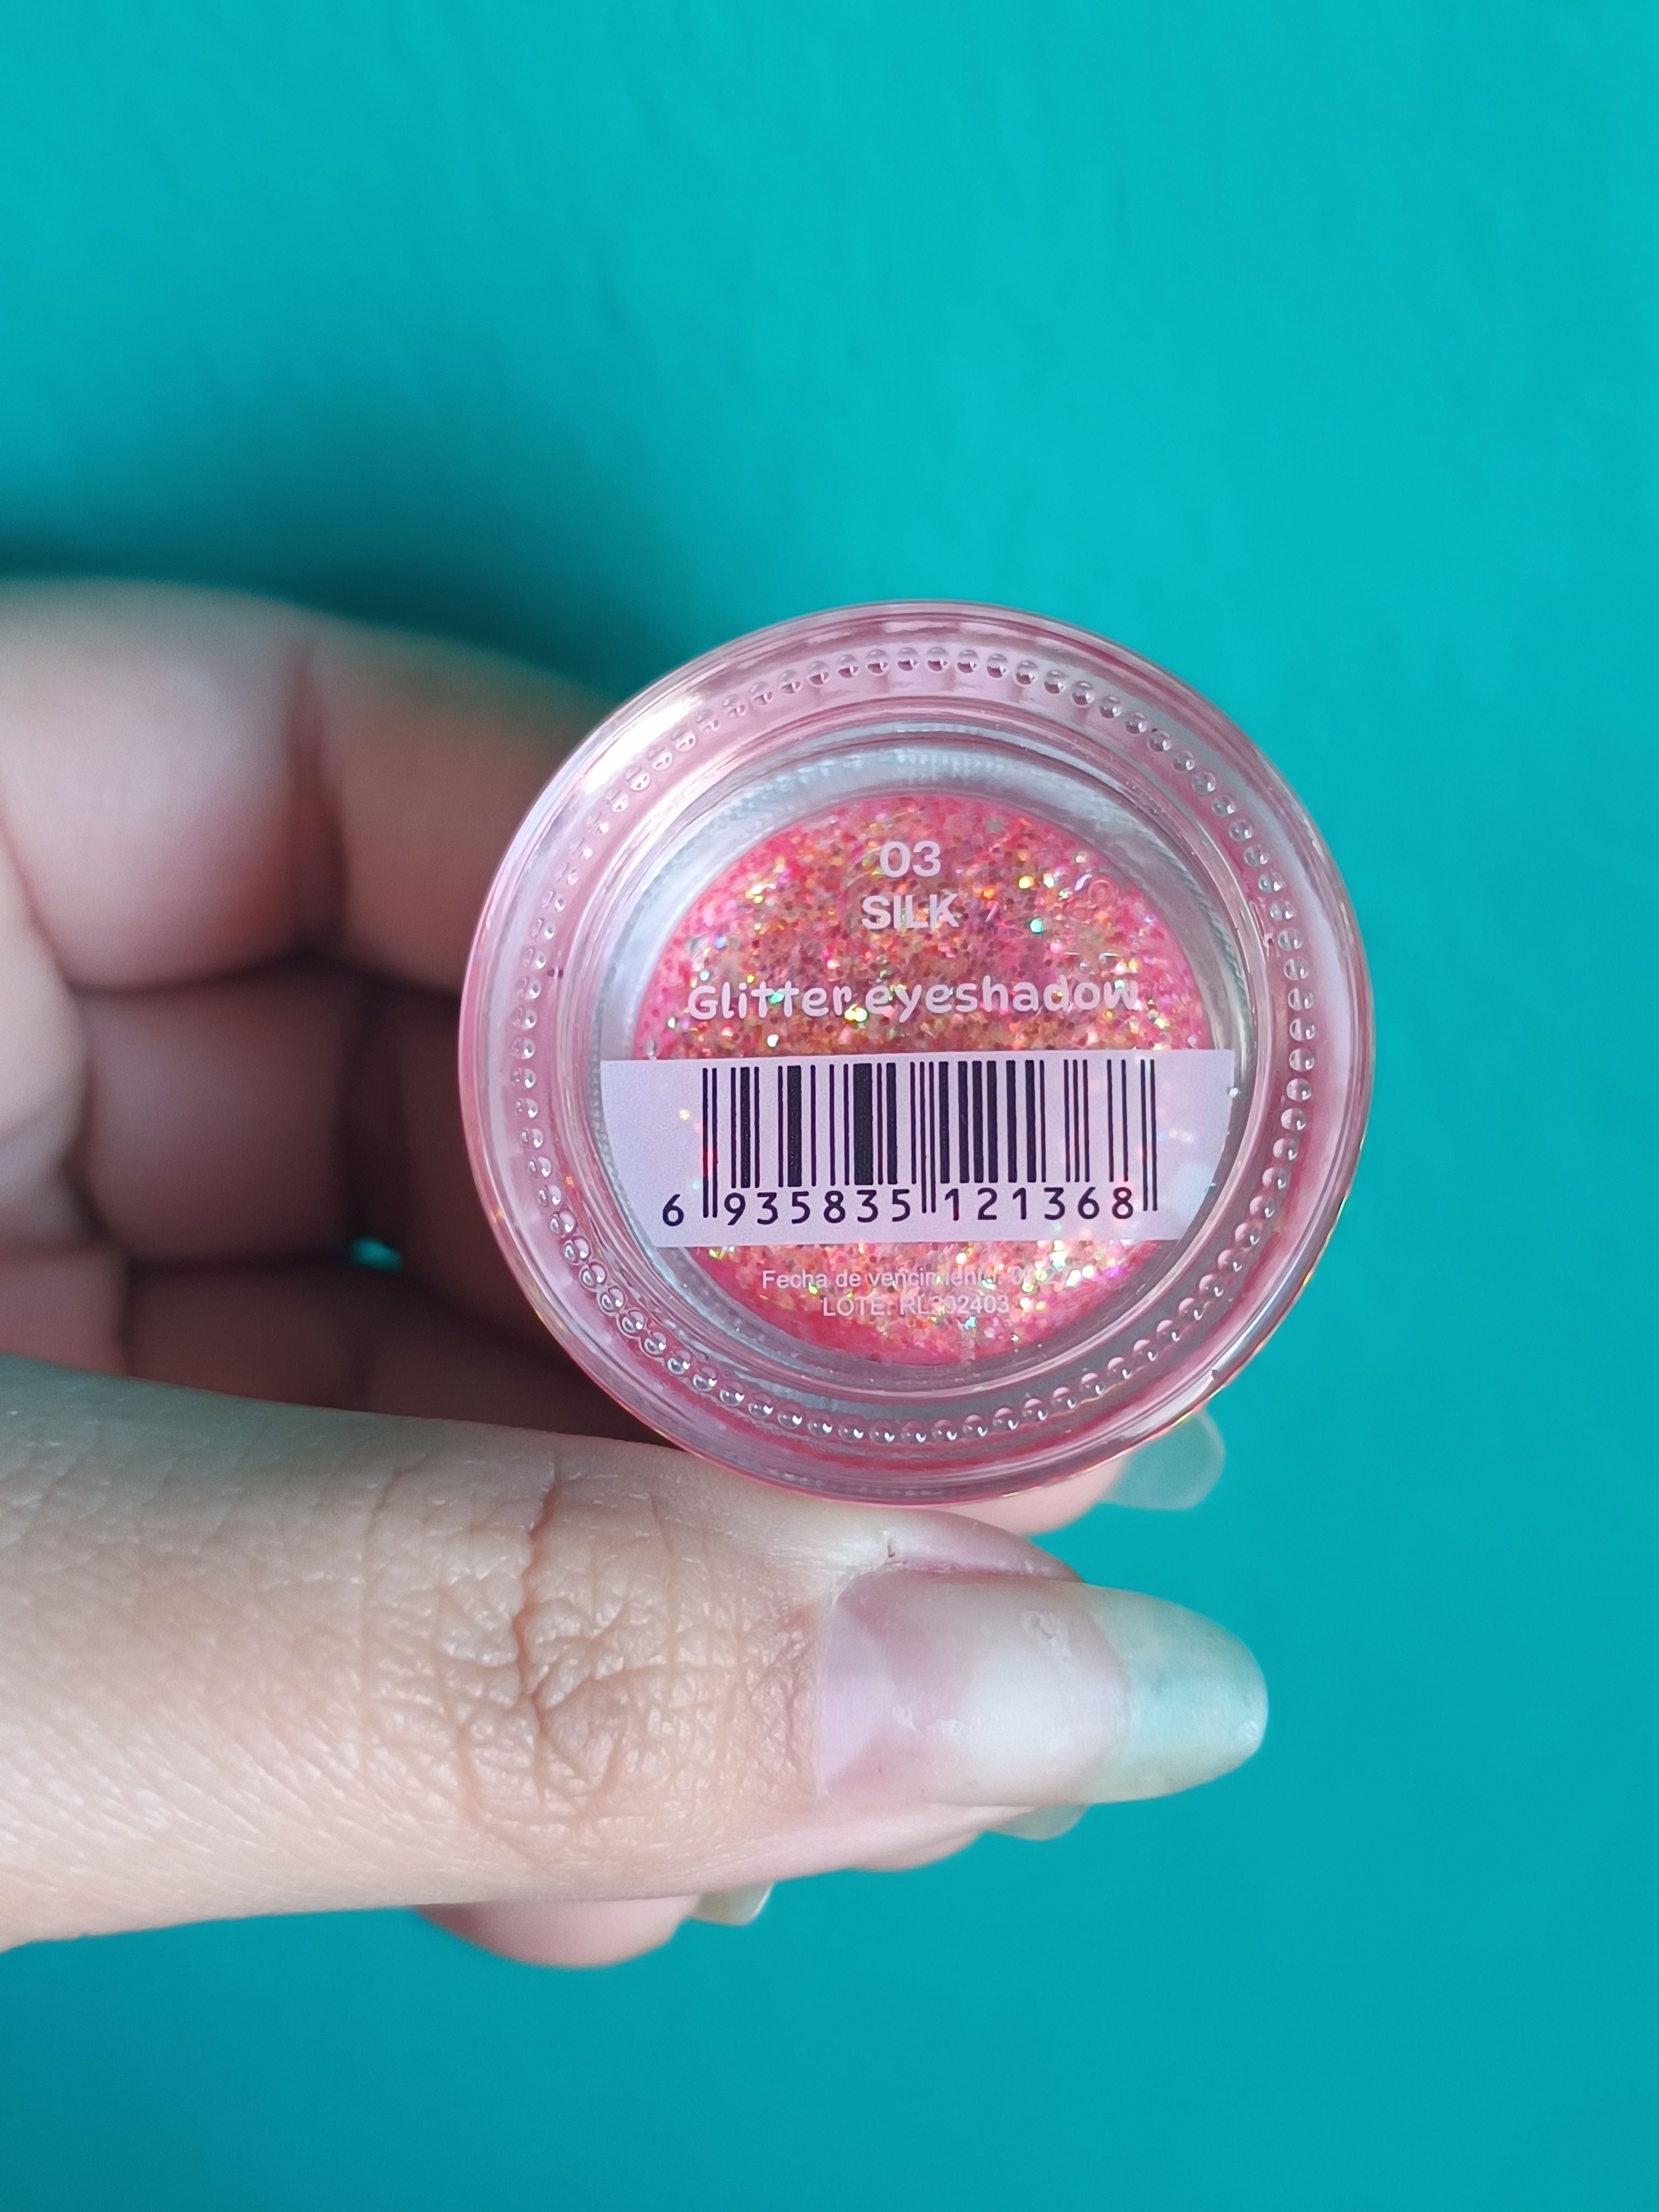 03
SILK
Glitter eyeshadow
6 935835 121368
Fecha de vencimiento:
LOTE: